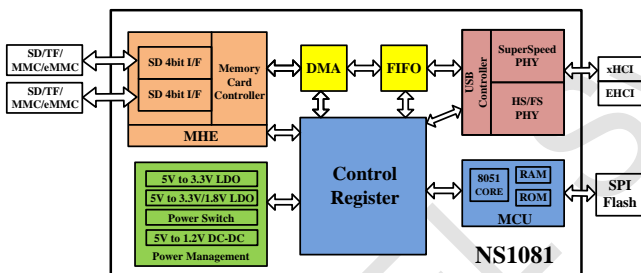 SD/TF/
MMC/eMMC
SD/TF/
MMC/eMMC
SD 4bit I/F
SD 4bit I/F
Memory
Card
Controller
MHE
DMA
FIFO
USB
Controller
SuperSpeed
PHY
HS/FS
PHY
xHCI
EHCI
5V to 3.3V LDO
5V to 3.3V/1.8V LDO
Power Switch
5V to 1.2V DC-DC
Power Management
Control
Register
8051
CORE
RAM
ROM
MCU
SPI
Flash
NS1081